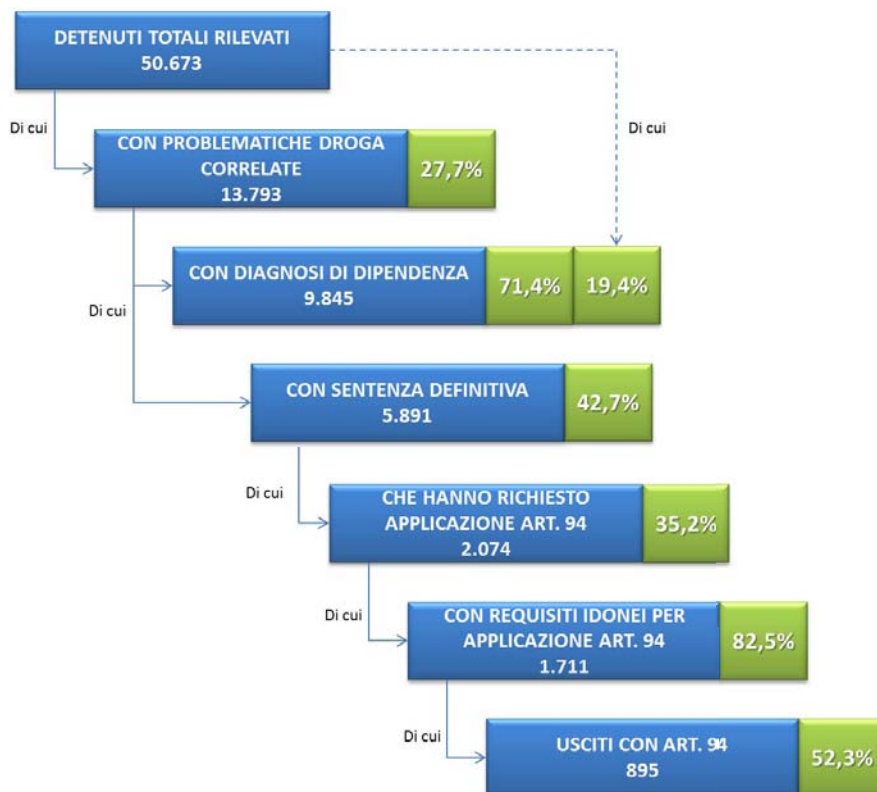 DETENUTI TOTALI RILEVATI
50.673
Di cui
Di cui
CON PROBLEMATICHE DROGA
CORRELATE
13.793
27,7%
CON DIAGNOSI DI DIPENDENZA
9.845
71,4%
19,4%
Di cui
CON SENTENZA DEFINITIVA
5.891
42,7%
Di cui
CHE HANNO RICHIESTO
APPLICAZIONE ART. 94
2.074
35,2%
Di cui
CON REQUISITI IDONEI PER
APPLICAZIONE ART. 94
1.711
82,5%
Di cui
USCITI CON ART. 94
895
52,3%